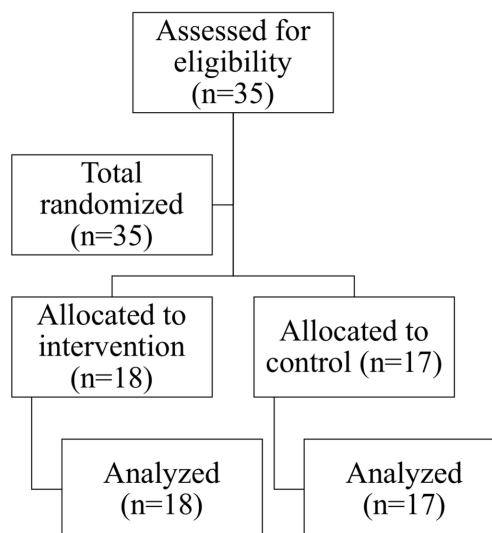 Assessed for
eligibility
(n=35)
Total
randomized
(n=35)
Allocated to
intervention
(n=18)
Allocated to
control (n=17)
Analyzed
(n=18)
Analyzed
(n=17)